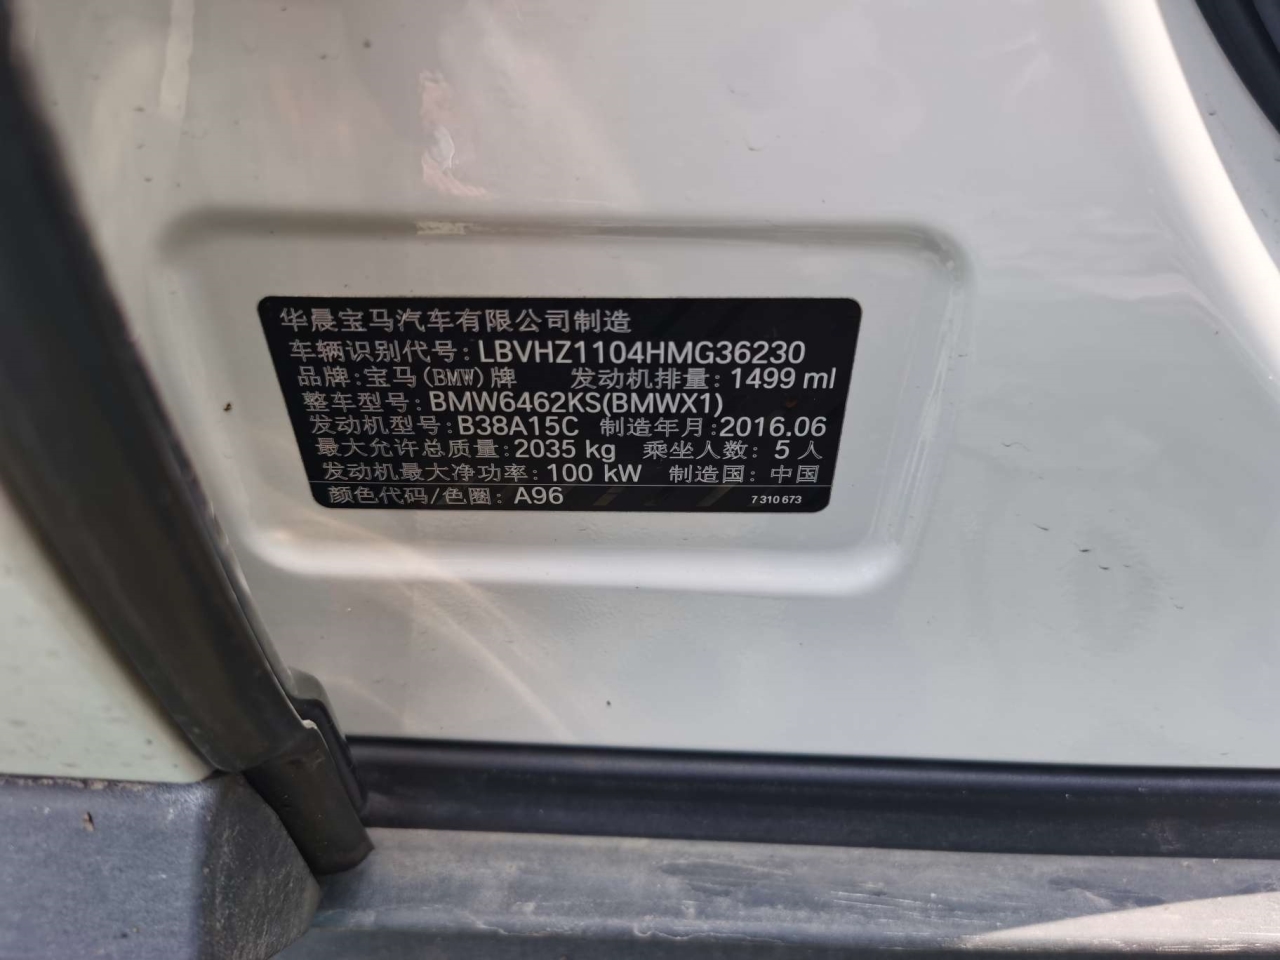 华晨宝马汽车有限公司制造
车辆识别代号: LBVHZ1104HMG36230
品牌:宝马(BMW)牌 发动机排量: 1499 ml
整车型号: BMW6462KS(BMWX1)
发动机型号: B38A15C 制造年月:2016.06
最大允许总质量: 2035 kg 乘坐人数: 5 人
发动机最大净功率: 100 kW 制造国: 中国
颜色代码/色圈: A96 7 310 673